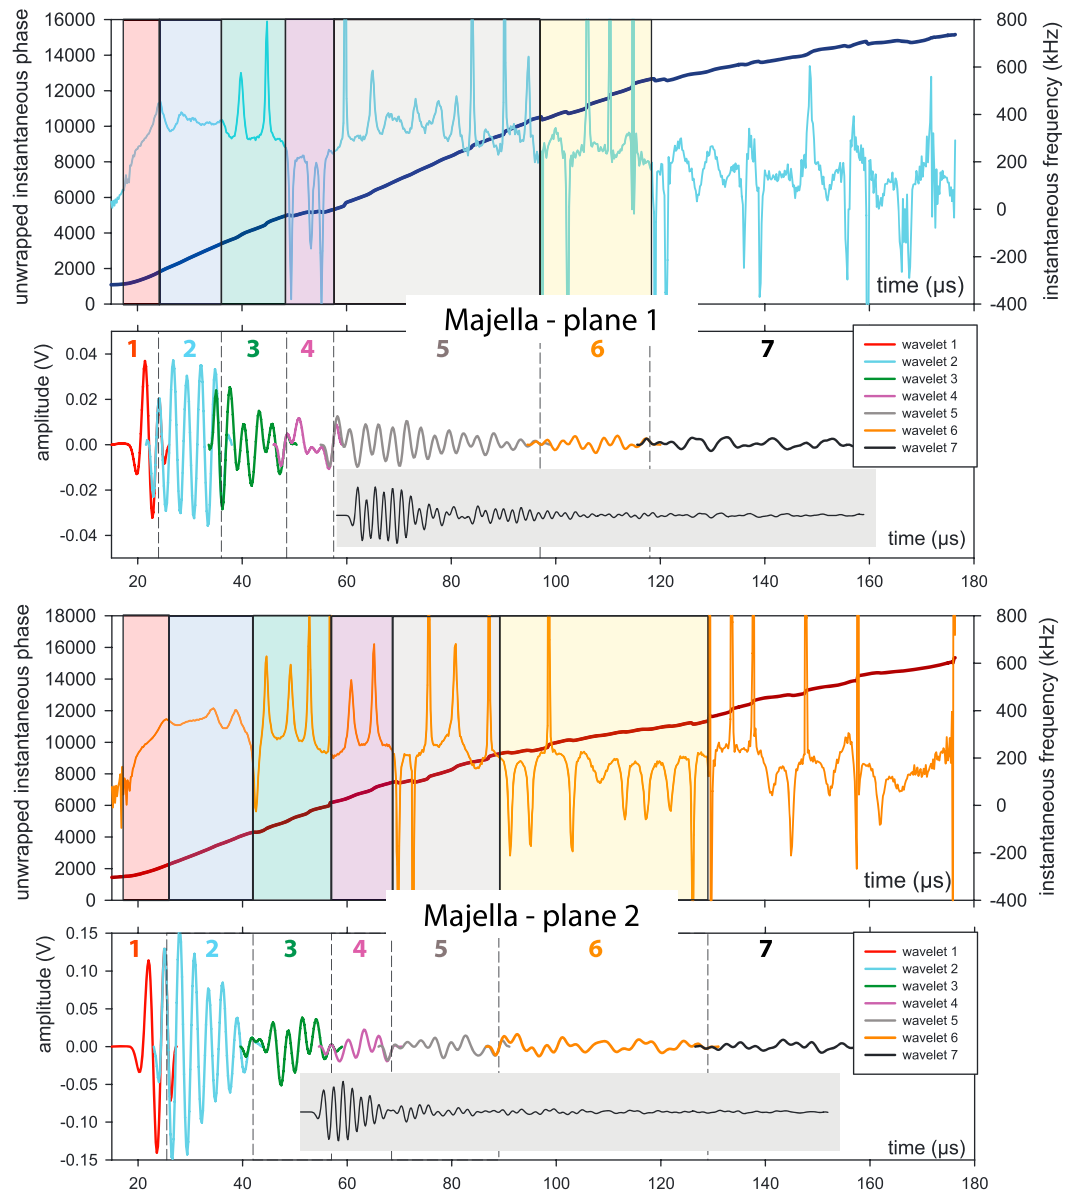 unwrapped instantaneous phase
16000
14000
12000
10000
8000
6000
4000
2000
0
800
600
400
200
0
-200
-400
instantaneous frequency (kHz)
time (µs)
Majella - plane 1
amplitude (V)
0.04
0.02
0.00
-0.02
-0.04
1 2 3 4 5 6 7
wavelet 1
wavelet 2
wavelet 3
wavelet 4
wavelet 5
wavelet 6
wavelet 7
time (µs)
20 40 60 80 100 120 140 160 180
unwrapped instantaneous phase
18000
16000
14000
12000
10000
8000
6000
4000
2000
0
800
600
400
200
0
-200
-400
instantaneous frequency (kHz)
time (µs)
Majella - plane 2
amplitude (V)
0.15
0.10
0.05
0.00
-0.05
-0.10
-0.15
1 2 3 4 5 6 7
wavelet 1
wavelet 2
wavelet 3
wavelet 4
wavelet 5
wavelet 6
wavelet 7
time (µs)
20 40 60 80 100 120 140 160 180